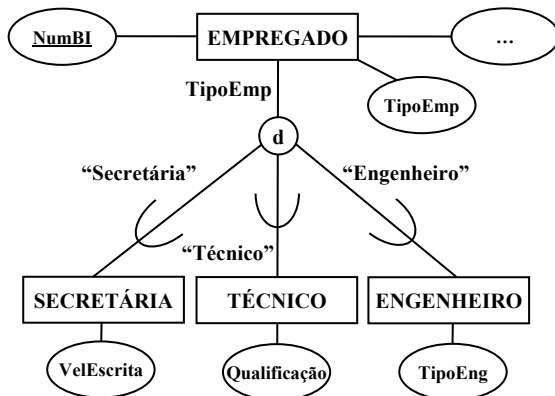 NumBI
EMPREGADO
...
TipoEmp
TipoEmp
d
“Secretária”
“Engenheiro”
“Técnico”
SECRETÁRIA
TÉCNICO
ENGENHEIRO
VelEscrita
Qualificação
TipoEng